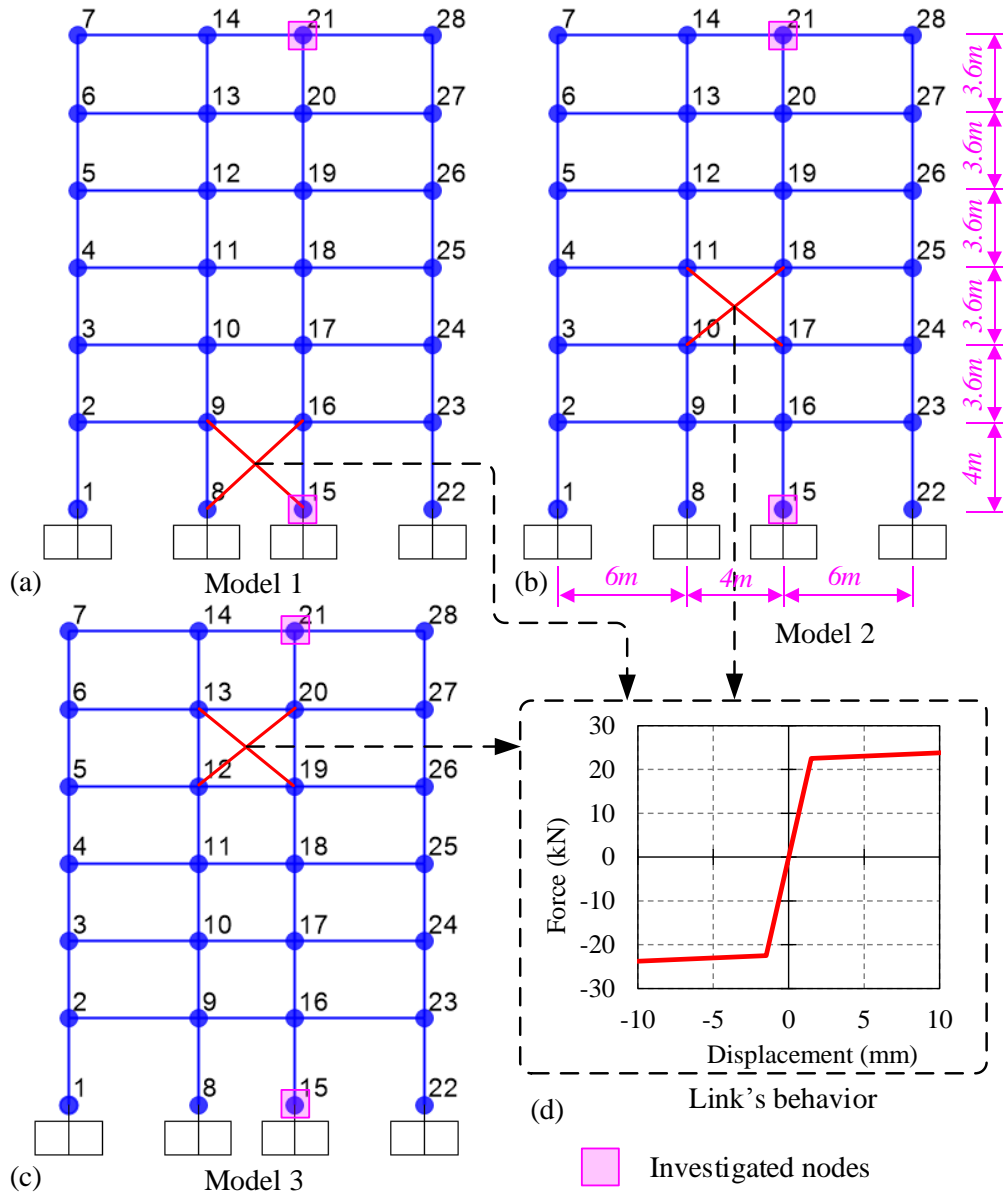 7 14 21 28
6 13 20 27
5 12 19 26
4 11 18 25
3 10 17 24
2 9 16 23
1 8 15 22
(a) Model 1
7 14 21 28
6 13 20 27
5 12 19 26
4 11 18 25
3 10 17 24
2 9 16 23
1 8 15 22
3.6m
3.6m
3.6m
3.6m
3.6m
4m
6m 4m 6m
(b) Model 2
7 14 21 28
6 13 20 27
5 12 19 26
4 11 18 25
3 10 17 24
2 9 16 23
1 8 15 22
(c) Model 3
Force (kN)
30
20
10
0
-10
-20
-30
-10 -5 0 5 10
Displacement (mm)
(d) Link’s behavior
Investigated nodes